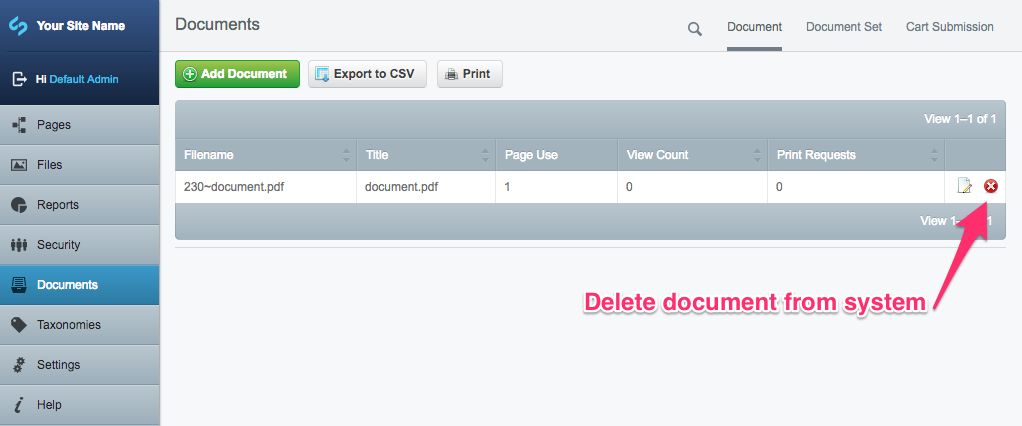 Your Site Name
Documents
Document
Document Set
Cart Submission
Hi Default Admin
Add Document
Export to CSV
Print
Pages
Files
Reports
Security
Documents
Taxonomies
Settings
Help
View 1–1 of 1
Filename
Title
Page Use
View Count
Print Requests
230~document.pdf
document.pdf
1
0
0
View 1– 1
Delete document from system